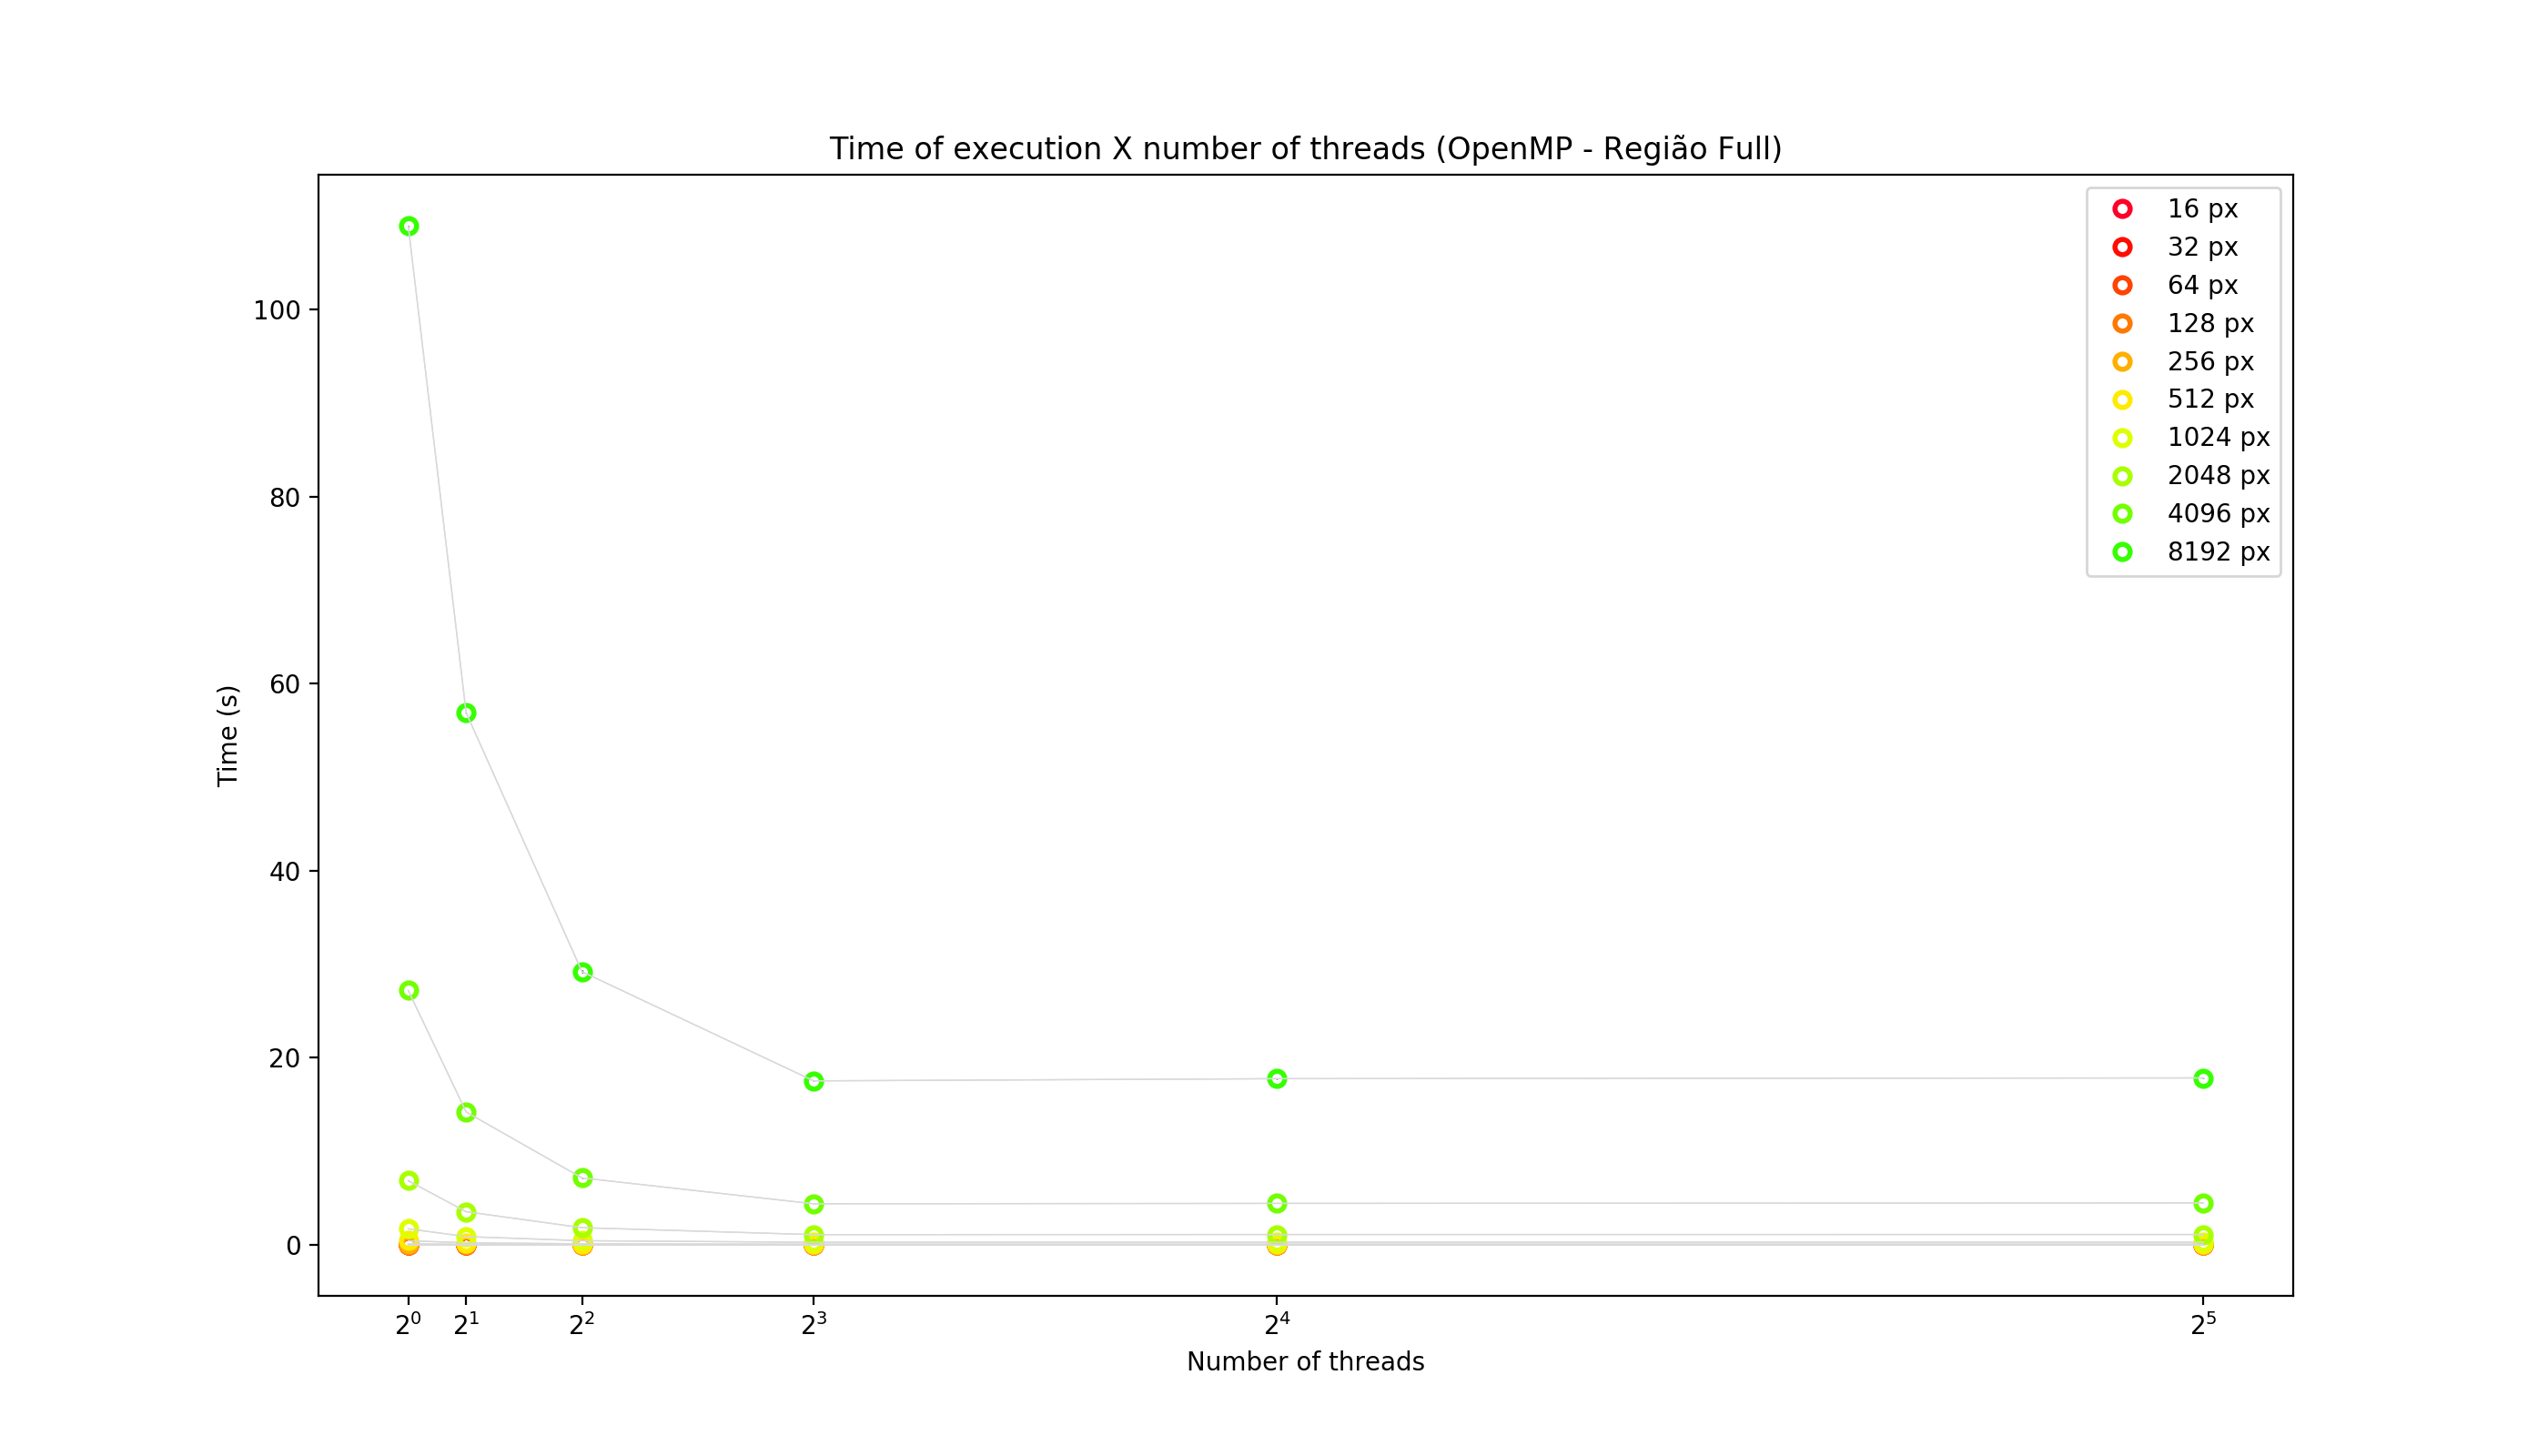 Time of execution X number of threads (OpenMP - Região Full)
16 px
32 px
64 px
128 px
256 px
512 px
1024 px
2048 px
4096 px
8192 px
100
80
60
40
20
0
Time (s)
2⁰ 2¹ 2² 2³ 2⁴ 2⁵
Number of threads